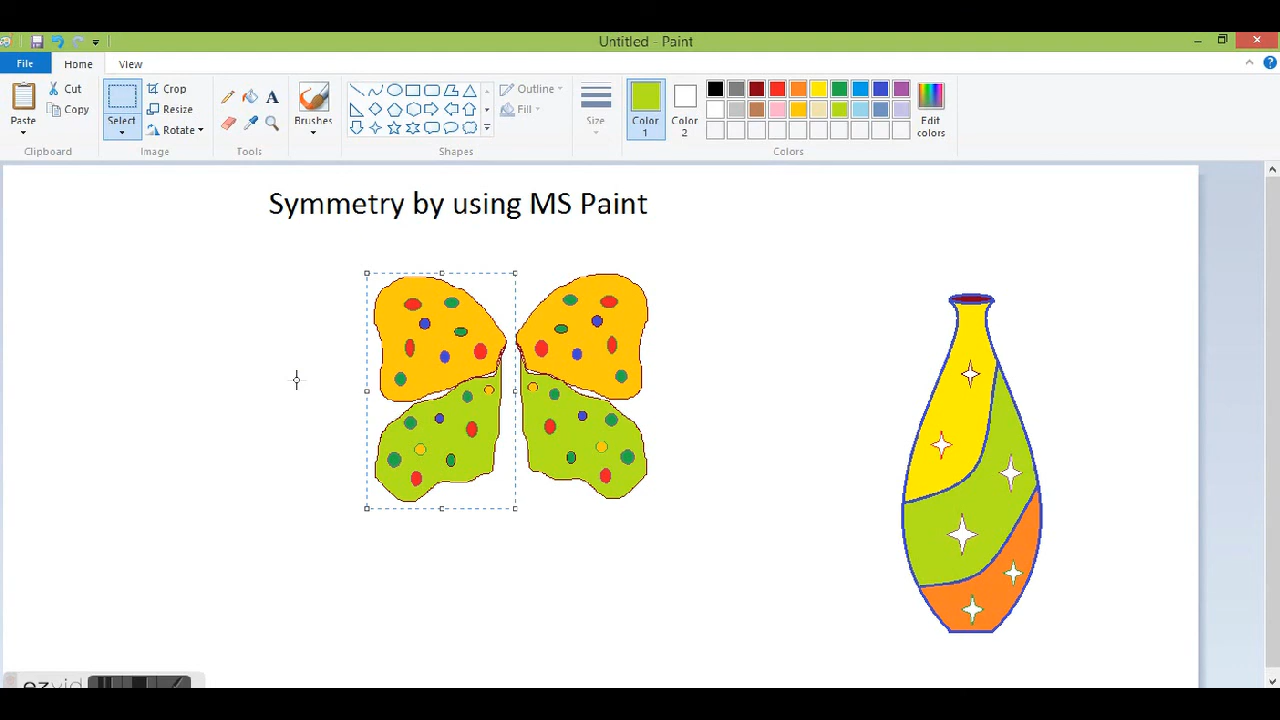 Untitled - Paint
File Home View
Cut
Copy
Paste
Clipboard
Select
Crop
Resize
Rotate
Image
A
Tools
Brushes
Outline
Fill
Shapes
Size
Color 1
Color 2
Edit colors
Colors
Symmetry by using MS Paint
ezvid